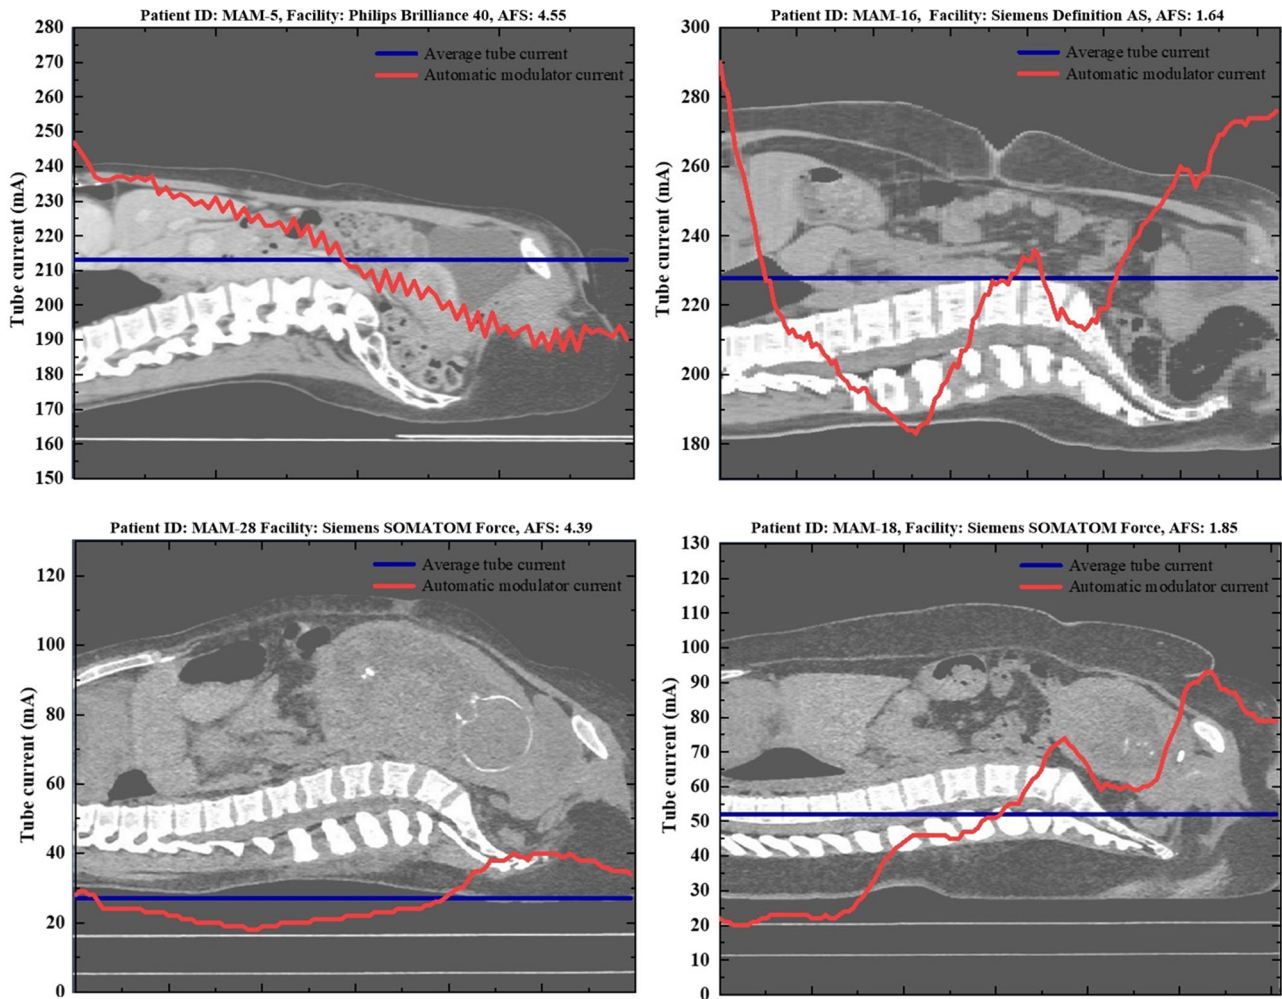 Patient ID: MAM-5, Facility: Philips Brilliance 40, AFS: 4.55
Average tube current
Automatic modulator current
Tube current (mA)
280
270
260
250
240
230
220
210
200
190
180
170
160
150
Patient ID: MAM-16, Facility: Siemens Definition AS, AFS: 1.64
Average tube current
Automatic modulator current
Tube current (mA)
300
280
260
240
220
200
180
Patient ID: MAM-28 Facility: Siemens SOMATOM Force, AFS: 4.39
Average tube current
Automatic modulator current
Tube current (mA)
120
100
80
60
40
20
0
Patient ID: MAM-18, Facility: Siemens SOMATOM Force, AFS: 1.85
Average tube current
Automatic modulator current
Tube current (mA)
130
120
110
100
90
80
70
60
50
40
30
20
10
0